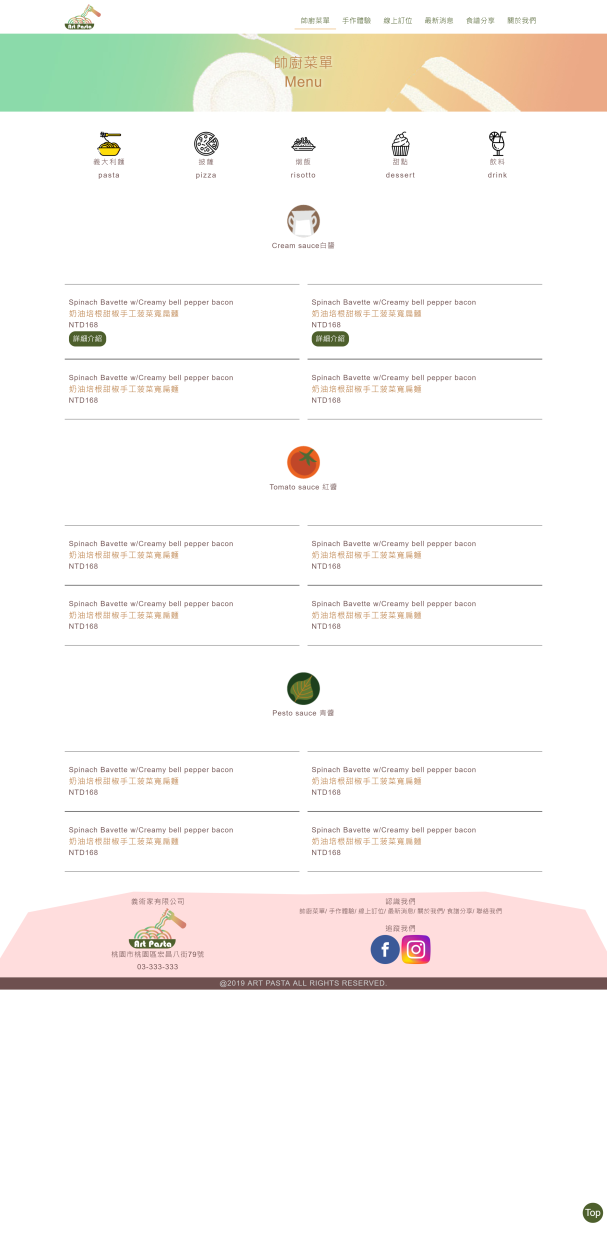 Art Pasta
師廚菜單 手作體驗 線上訂位 最新消息 食譜分享 關於我們
師廚菜單
Menu
義大利麵 披薩 燉飯 甜點 飲料
pasta pizza risotto dessert drink
Cream sauce白醬
Spinach Bavette w/Creamy bell pepper bacon
奶油培根甜椒手工菠菜寬扁麵
NTD168
詳細介紹
Spinach Bavette w/Creamy bell pepper bacon
奶油培根甜椒手工菠菜寬扁麵
NTD168
詳細介紹
Spinach Bavette w/Creamy bell pepper bacon
奶油培根甜椒手工菠菜寬扁麵
NTD168
Spinach Bavette w/Creamy bell pepper bacon
奶油培根甜椒手工菠菜寬扁麵
NTD168
Tomato sauce 紅醬
Spinach Bavette w/Creamy bell pepper bacon
奶油培根甜椒手工菠菜寬扁麵
NTD168
Spinach Bavette w/Creamy bell pepper bacon
奶油培根甜椒手工菠菜寬扁麵
NTD168
Spinach Bavette w/Creamy bell pepper bacon
奶油培根甜椒手工菠菜寬扁麵
NTD168
Spinach Bavette w/Creamy bell pepper bacon
奶油培根甜椒手工菠菜寬扁麵
NTD168
Pesto sauce 青醬
Spinach Bavette w/Creamy bell pepper bacon
奶油培根甜椒手工菠菜寬扁麵
NTD168
Spinach Bavette w/Creamy bell pepper bacon
奶油培根甜椒手工菠菜寬扁麵
NTD168
Spinach Bavette w/Creamy bell pepper bacon
奶油培根甜椒手工菠菜寬扁麵
NTD168
Spinach Bavette w/Creamy bell pepper bacon
奶油培根甜椒手工菠菜寬扁麵
NTD168
義術家有限公司
Art Pasta
桃園市桃園區宏昌八街79號
03-333-333
認識我們
師廚菜單/ 手作體驗/ 線上訂位/ 最新消息/ 關於我們/ 食譜分享/ 聯絡我們
追蹤我們
@2019 ART PASTA ALL RIGHTS RESERVED.
Top